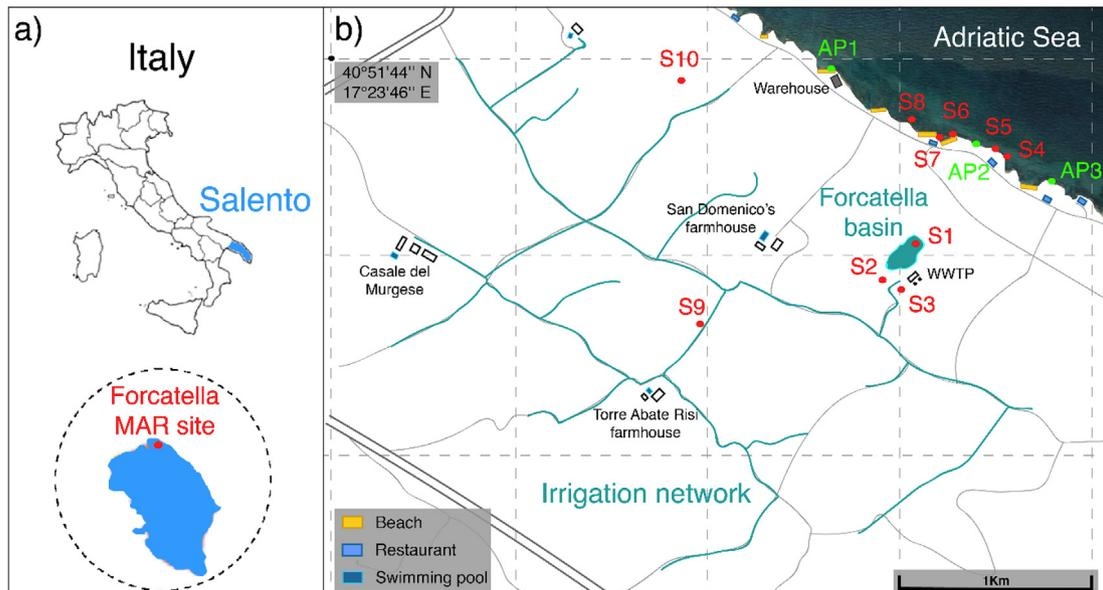 a)
Italy
Salento
Forcatella
MAR site
b)
Adriatic Sea
40°51'44'' N
17°23'46'' E
S10
AP1
Warehouse
S8
S6
S5
S4
S7
AP2
AP3
San Domenico's
farmhouse
Forcatella
basin
S1
S2
WWTP
S3
Casale del
Murgese
S9
Torre Abate Risi
farmhouse
Irrigation network
Beach
Restaurant
Swimming pool
1Km